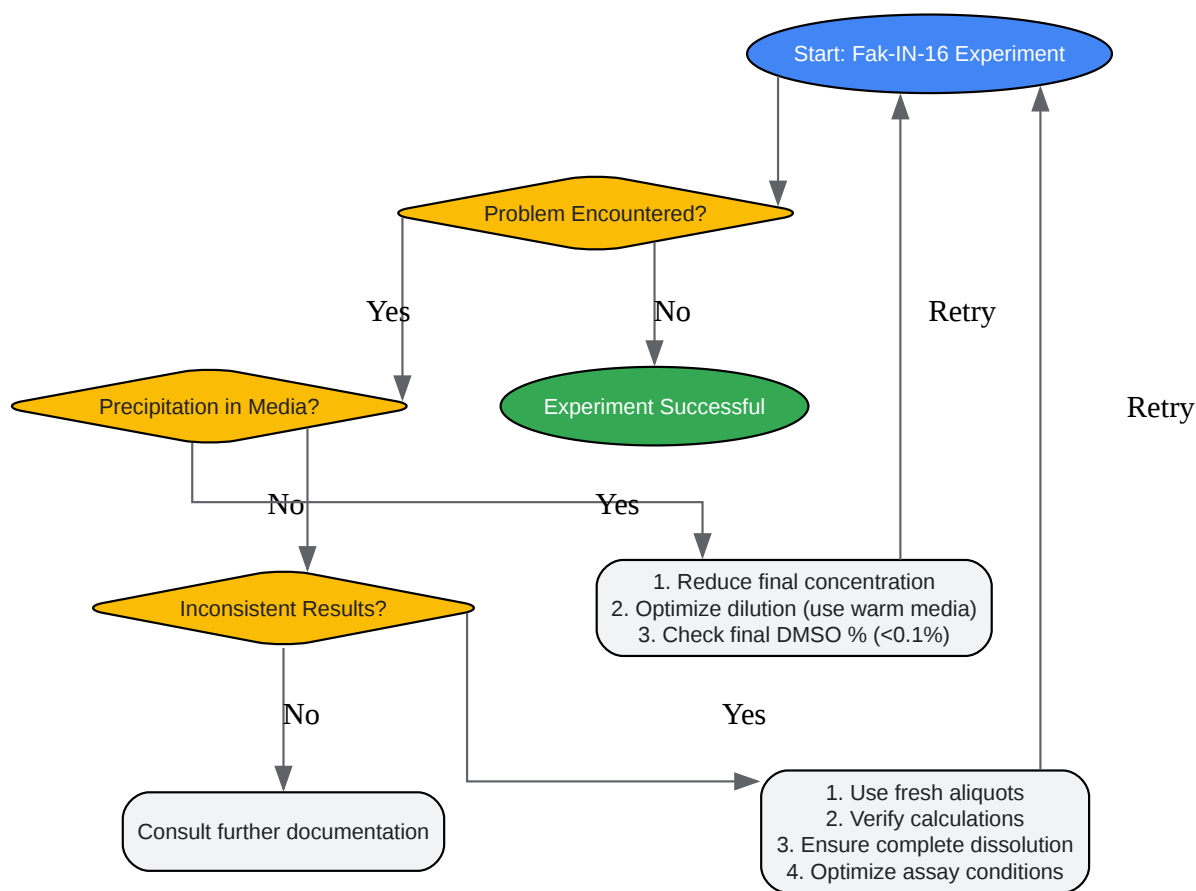 Start: Fak-IN-16 Experiment
Problem Encountered?
Yes
No
Retry
Precipitation in Media?
Experiment Successful
Retry
No
Yes
1. Reduce final concentration
2. Optimize dilution (use warm media)
3. Check final DMSO % (<0.1%)
Inconsistent Results?
No
Yes
Consult further documentation
1. Use fresh aliquots
2. Verify calculations
3. Ensure complete dissolution
4. Optimize assay conditions